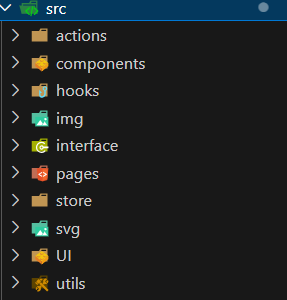 src
actions
components
hooks
img
interface
pages
store
svg
UI
utils